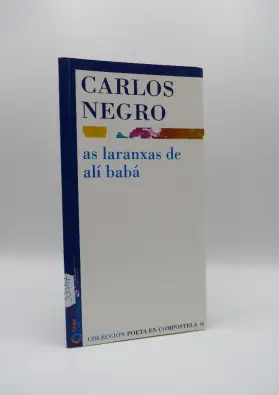 CARLOS
NEGRO
as laranxas de
alí babá
COLECCIÓN POETA EN COMPOSTELA